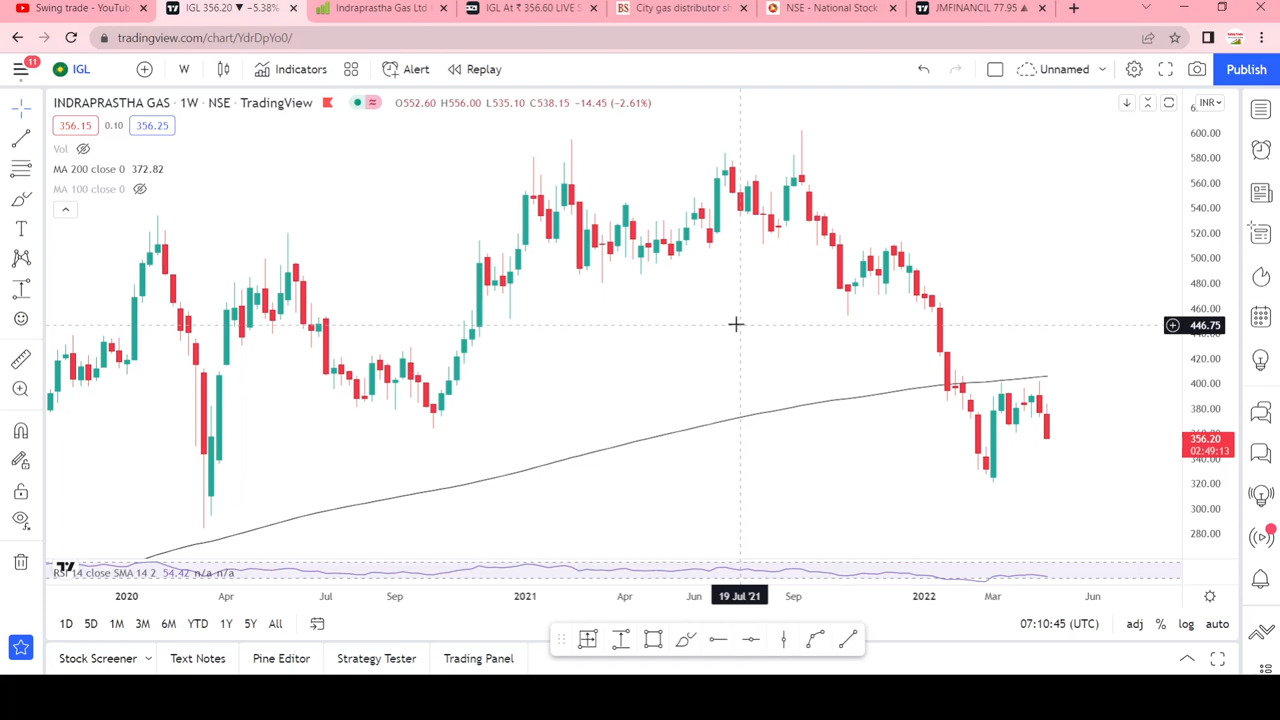 Swing trade - YouTub
IGL 356.20 ▼ −5.38%
Indraprastha Gas Ltd
IGL At ₹ 356.60 LIVE S
BS City gas distributor sh
NSE - National Stock
JMFINANCIL 77.95
tradingview.com/chart/YdrDpYo0/
11
IGL
W
Indicators
Alert
Replay
Unnamed
Publish
INDRAPRASTHA GAS · 1W · NSE · TradingView
O552.60 H556.00 L535.10 C538.15 −14.45 (−2.61%)
INR
356.15 0.10 356.25
Vol
MA 200 close 0 372.82
MA 100 close 0
600.00
580.00
560.00
540.00
520.00
500.00
480.00
460.00
446.75
420.00
400.00
380.00
356.20
02:49:13
320.00
300.00
280.00
RSI 14 close SMA 14 2 54.42 n/a n/a
2020 Apr Jul Sep 2021 Apr Jun 19 Jul '21 Sep 2022 Mar Jun
1D 5D 1M 3M 6M YTD 1Y 5Y All
07:10:45 (UTC) adj % log auto
Stock Screener Text Notes Pine Editor Strategy Tester Trading Panel